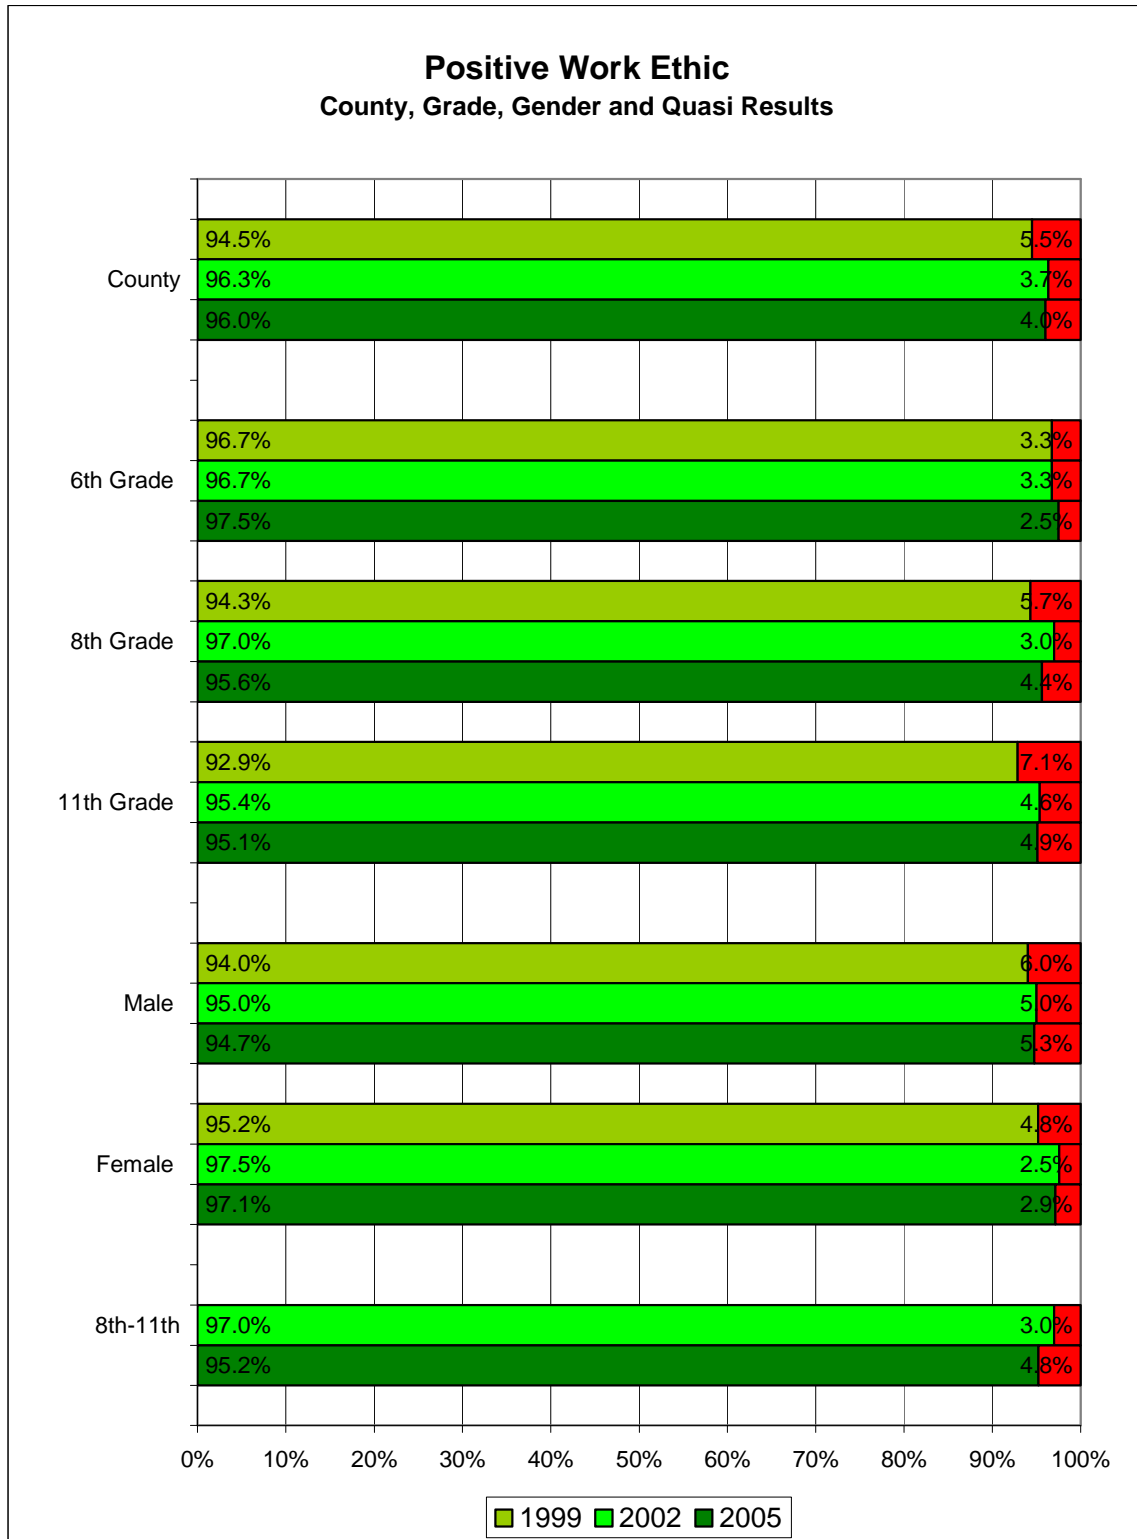 Positive Work Ethic
County, Grade, Gender and Quasi Results
94.5% 5.5%
County 96.3% 3.7%
96.0% 4.0%
96.7% 3.3%
6th Grade 96.7% 3.3%
97.5% 2.5%
94.3% 5.7%
8th Grade 97.0% 3.0%
95.6% 4.4%
92.9% 7.1%
11th Grade 95.4% 4.6%
95.1% 4.9%
94.0% 6.0%
Male 95.0% 5.0%
94.7% 5.3%
95.2% 4.8%
Female 97.5% 2.5%
97.1% 2.9%
8th-11th 97.0% 3.0%
95.2% 4.8%
0% 10% 20% 30% 40% 50% 60% 70% 80% 90% 100%
1999 2002 2005